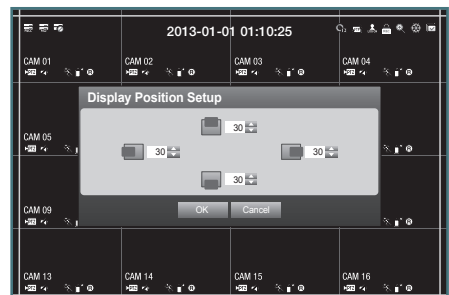 2013-01-01 01:10:25
CAM 01 CAM 02 CAM 03 CAM 04
Display Position Setup
30
CAM 05
30 30
30
CAM 09
OK Cancel
CAM 13 CAM 14 CAM 15 CAM 16